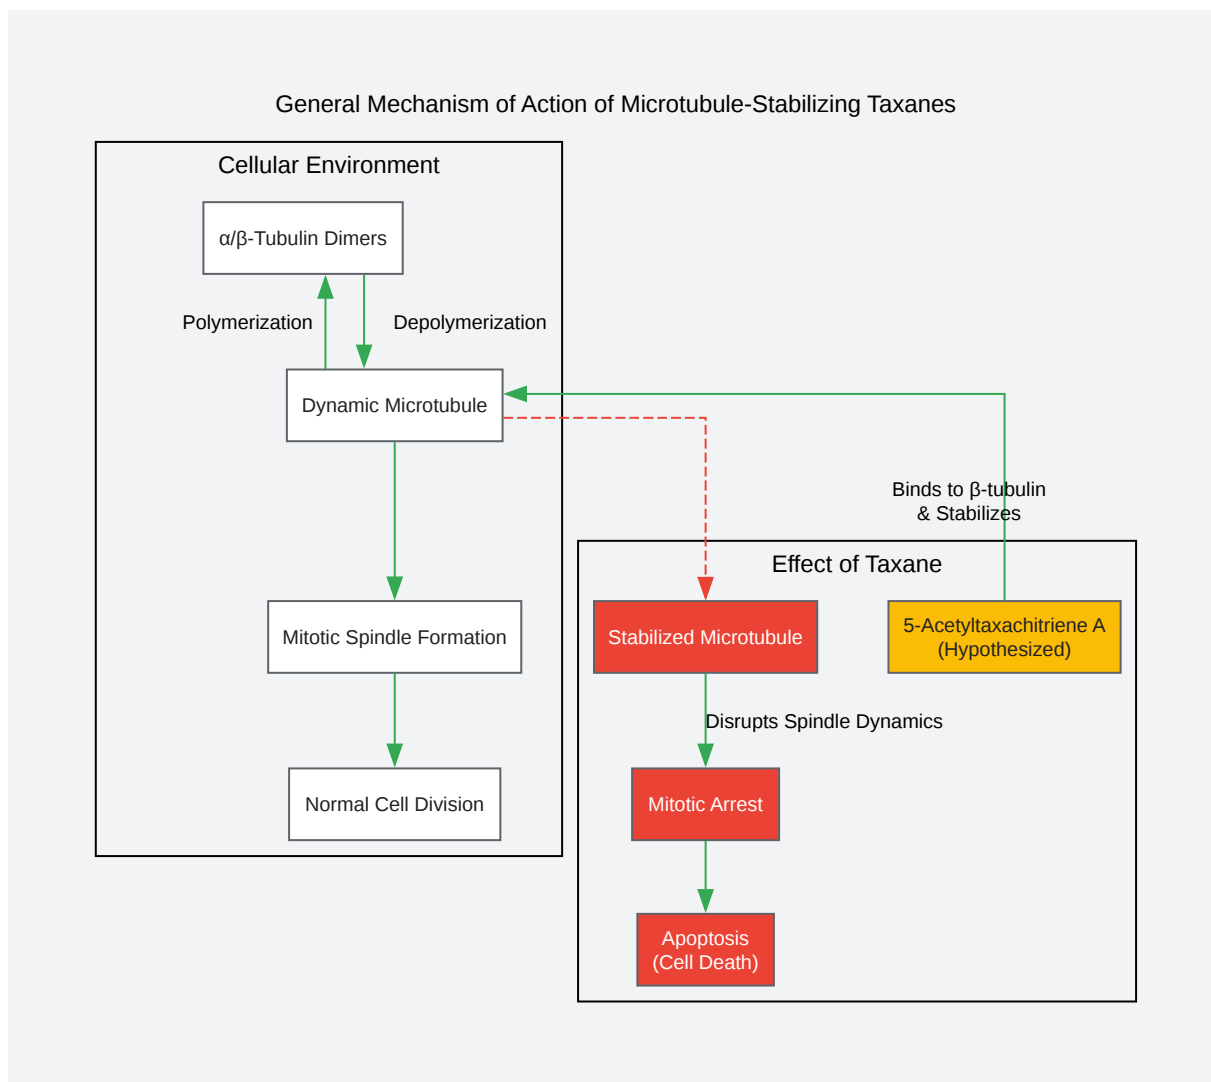 General Mechanism of Action of Microtubule-Stabilizing Taxanes
Cellular Environment
α/β-Tubulin Dimers
Polymerization
Depolymerization
Dynamic Microtubule
Binds to β-tubulin
& Stabilizes
Effect of Taxane
Mitotic Spindle Formation
Stabilized Microtubule
5-Acetyltaxachitriene A
(Hypothesized)
Disrupts Spindle Dynamics
Normal Cell Division
Mitotic Arrest
Apoptosis
(Cell Death)